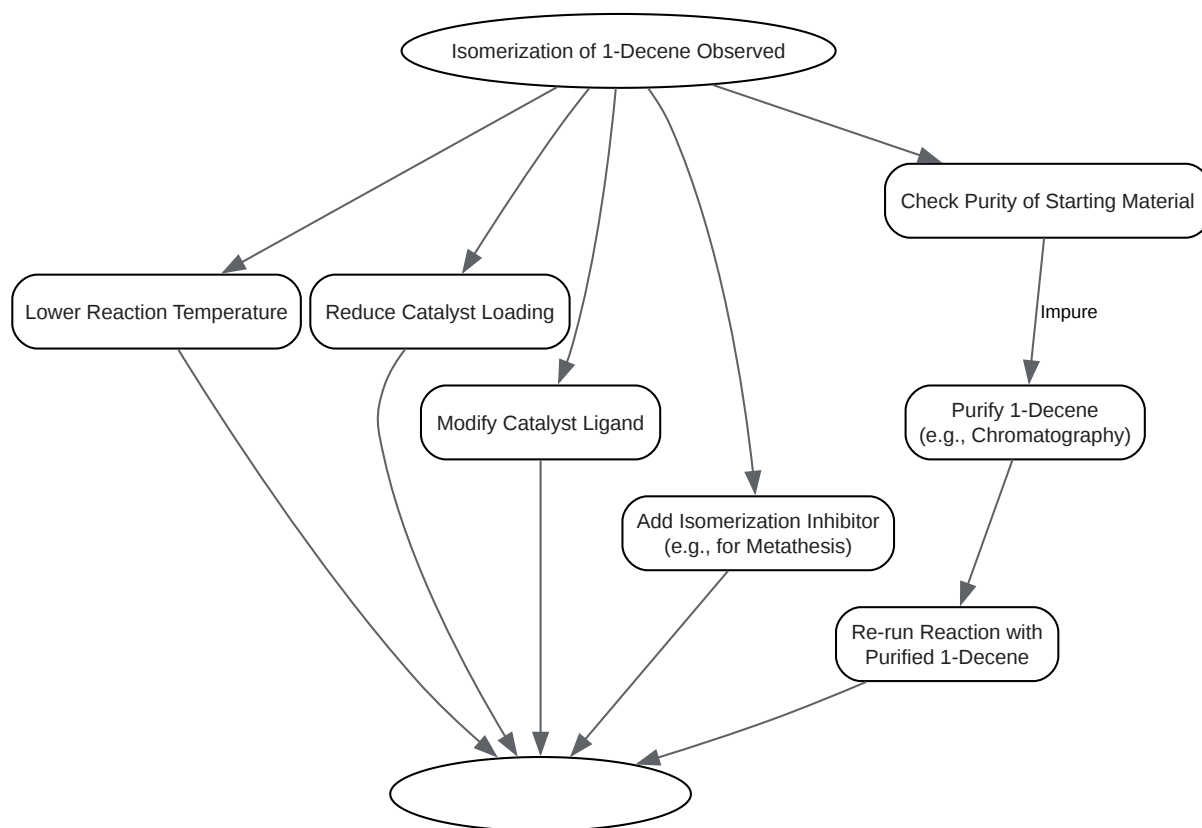 Isomerization of 1-Decene Observed
Check Purity of Starting Material
Lower Reaction Temperature
Reduce Catalyst Loading
Impure
Modify Catalyst Ligand
Purify 1-Decene
(e.g., Chromatography)
Add Isomerization Inhibitor
(e.g., for Metathesis)
Re-run Reaction with
Purified 1-Decene